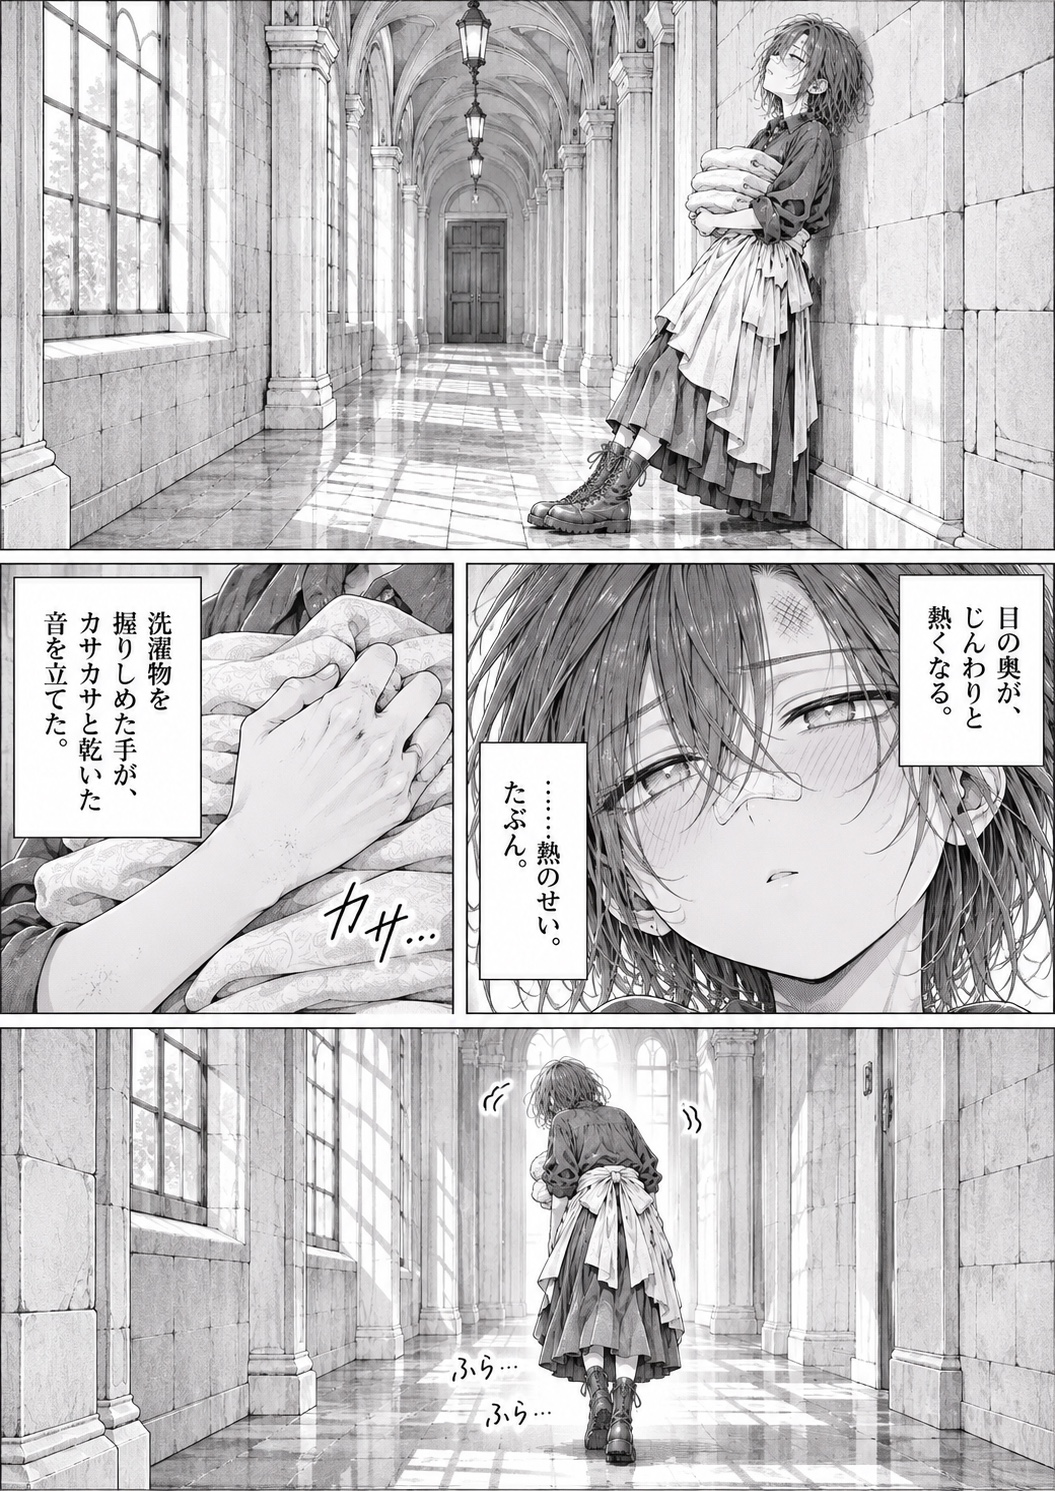 目の奥が、
じんわりと
熱くなる。
………熱のせい。
たぶん。
洗濯物を
握りしめた手が、
カサカサと乾いた
音を立てた。
カサ…
ふら…
ふら…